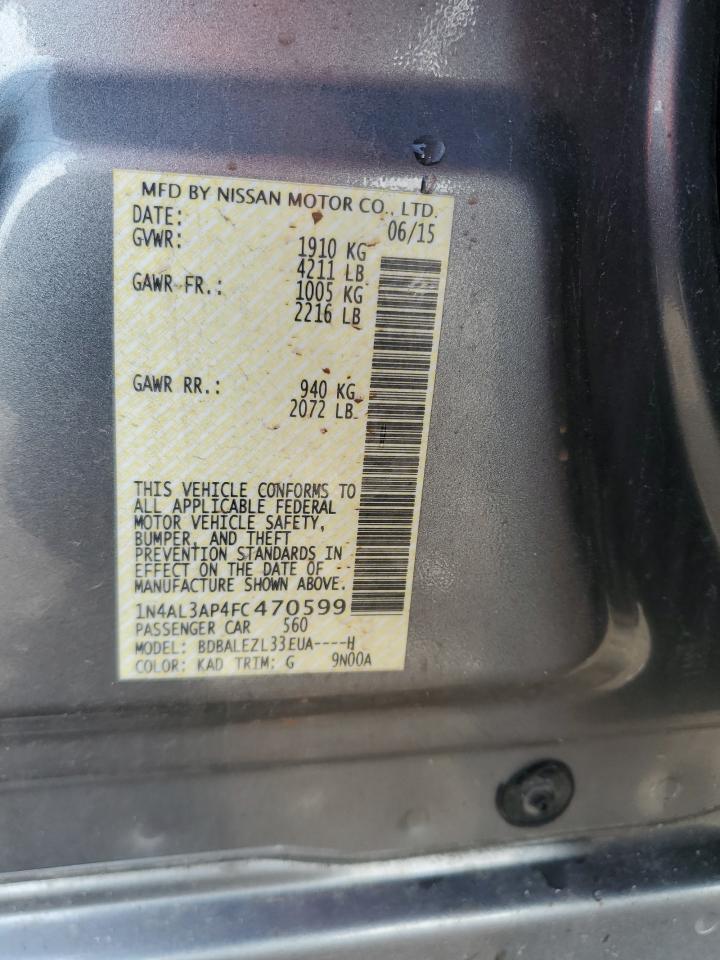 MFD BY NISSAN MOTOR CO., LTD.
DATE: 06/15
GVWR: 1910 KG
4211 LB
GAWR FR.: 1005 KG
2216 LB
GAWR RR.: 940 KG
2072 LB
THIS VEHICLE CONFORMS TO
ALL APPLICABLE FEDERAL
MOTOR VEHICLE SAFETY,
BUMPER, AND THEFT
PREVENTION STANDARDS IN
EFFECT ON THE DATE OF
MANUFACTURE SHOWN ABOVE.
1N4AL3AP4FC470599
PASSENGER CAR 560
MODEL: BDBALEZL33EUA----H
COLOR: KAD TRIM: G 9N00A